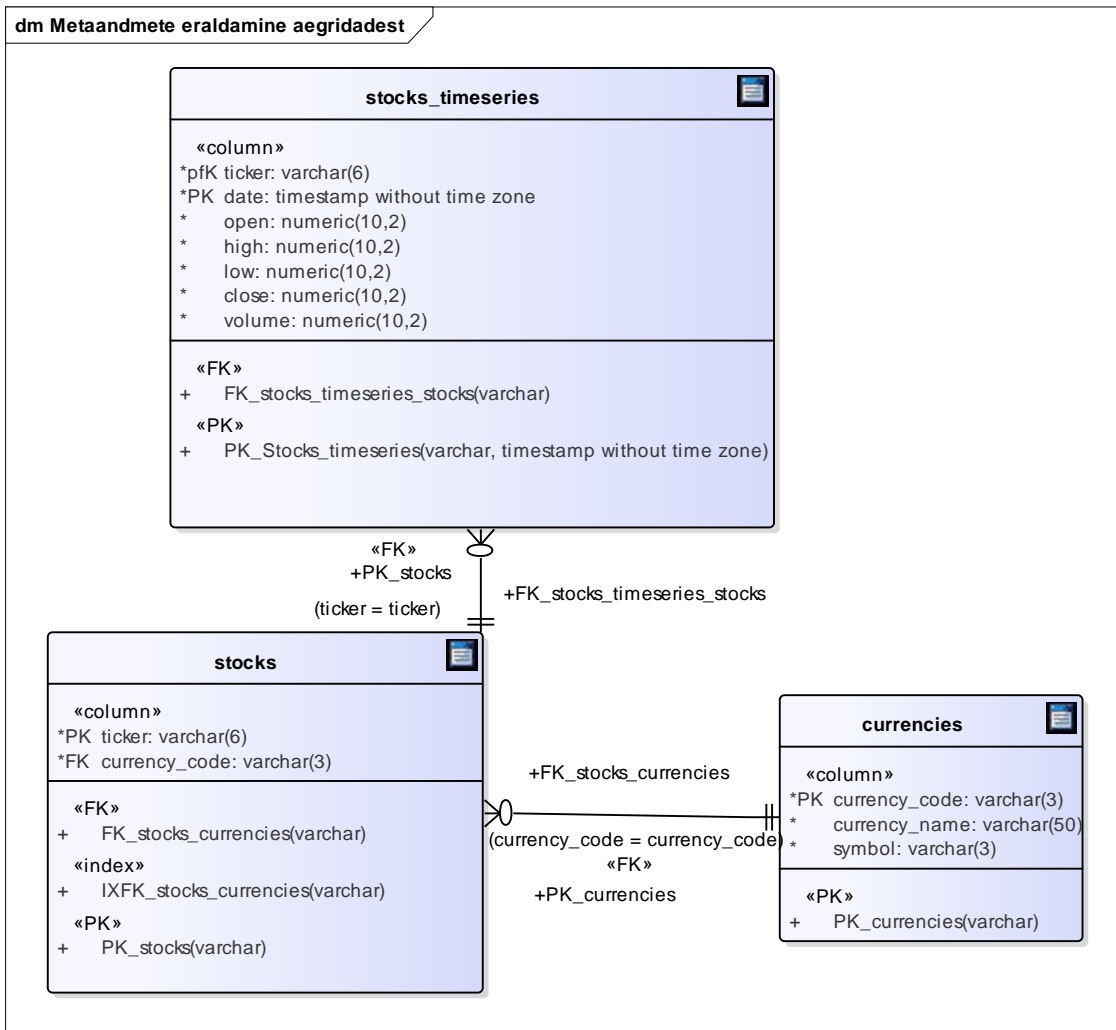 dm Metaandmete eraldamine aegridadest
stocks_timeseries
«column»
*pfK ticker: varchar(6)
*PK date: timestamp without time zone
* open: numeric(10,2)
* high: numeric(10,2)
* low: numeric(10,2)
* close: numeric(10,2)
* volume: numeric(10,2)
«FK»
+ FK_stocks_timeseries_stocks(varchar)
«PK»
+ PK_Stocks_timeseries(varchar, timestamp without time zone)
«FK»
+PK_stocks
+FK_stocks_timeseries_stocks
(ticker = ticker)
stocks
«column»
*PK ticker: varchar(6)
*FK currency_code: varchar(3)
«FK»
+ FK_stocks_currencies(varchar)
«index»
+ IXFK_stocks_currencies(varchar)
«PK»
+ PK_stocks(varchar)
+FK_stocks_currencies
(currency_code = currency_code)
«FK»
+PK_currencies
currencies
«column»
*PK currency_code: varchar(3)
* currency_name: varchar(50)
* symbol: varchar(3)
«PK»
+ PK_currencies(varchar)